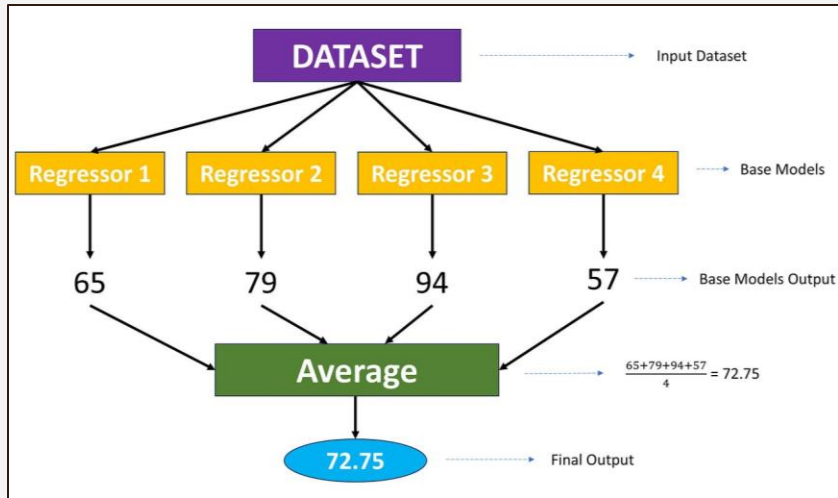 DATASET
Input Dataset
Regressor 1
Regressor 2
Regressor 3
Regressor 4
Base Models
65
79
94
57
Base Models Output
Average
65+79+94+57
4
= 72.75
72.75
Final Output